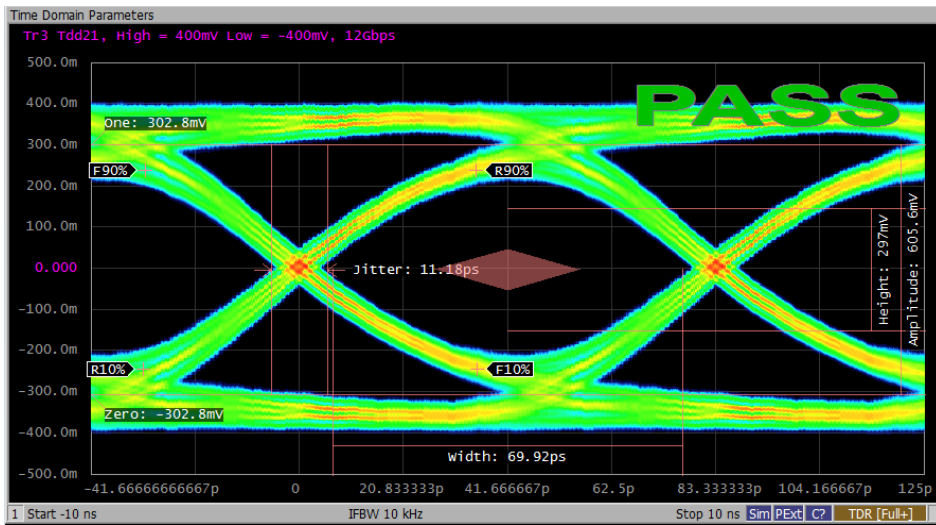 Time Domain Parameters
Tr3 Tdd21, High = 400mV Low = -400mV, 12Gbps
500.0m
400.0m
PASS
One: 302.8mV
300.0m
F90%
R90%
200.0m
100.0m
0.000
Jitter: 11.18ps
Height: 297mV
Amplitude: 605.6mV
-100.0m
-200.0m
R10%
F10%
-300.0m
Zero: -302.8mV
-400.0m
Width: 69.92ps
-500.0m
-41.66666666667p 0 20.833333p 41.666667p 62.5p 83.333333p 104.166667p 125p
1 Start -10 ns IFBW 10 kHz Stop 10 ns Sim PExt C? TDR [Full+]